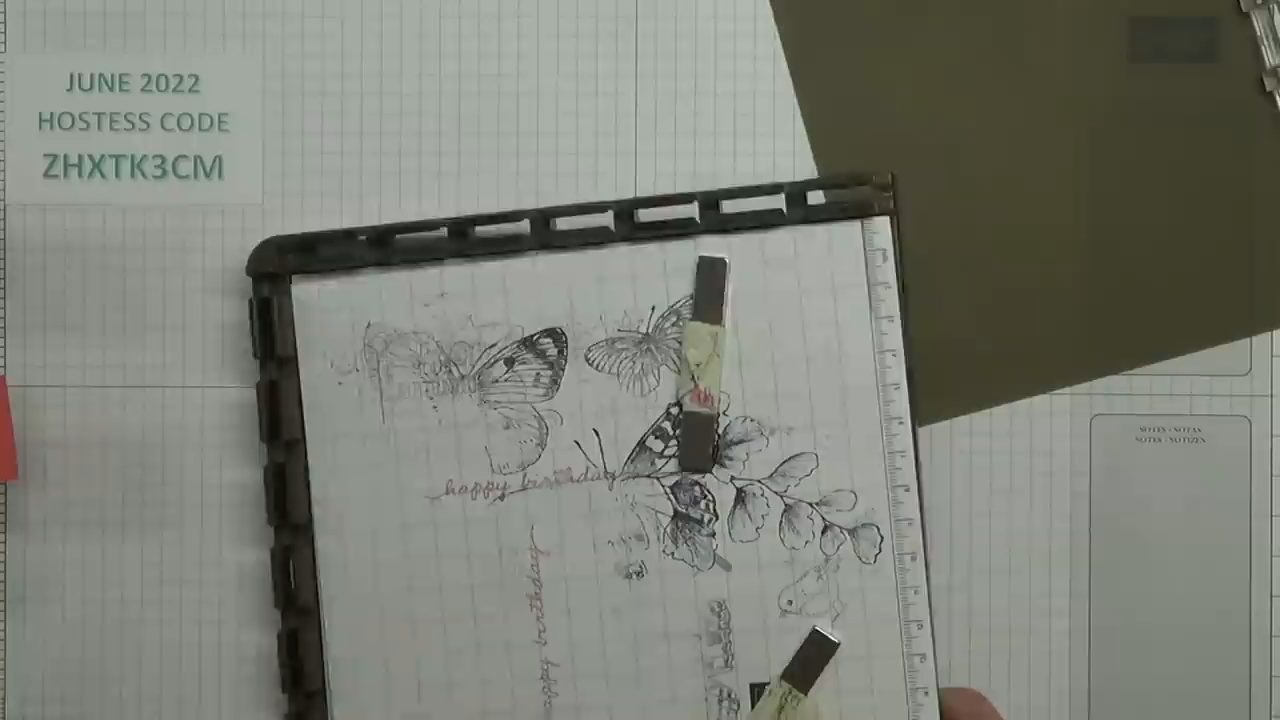 JUNE 2022
HOSTESS CODE
ZHXTK3CM
NOTES • NOTAS
NOTES • NOTIZEN
happy birthday
happy birthday